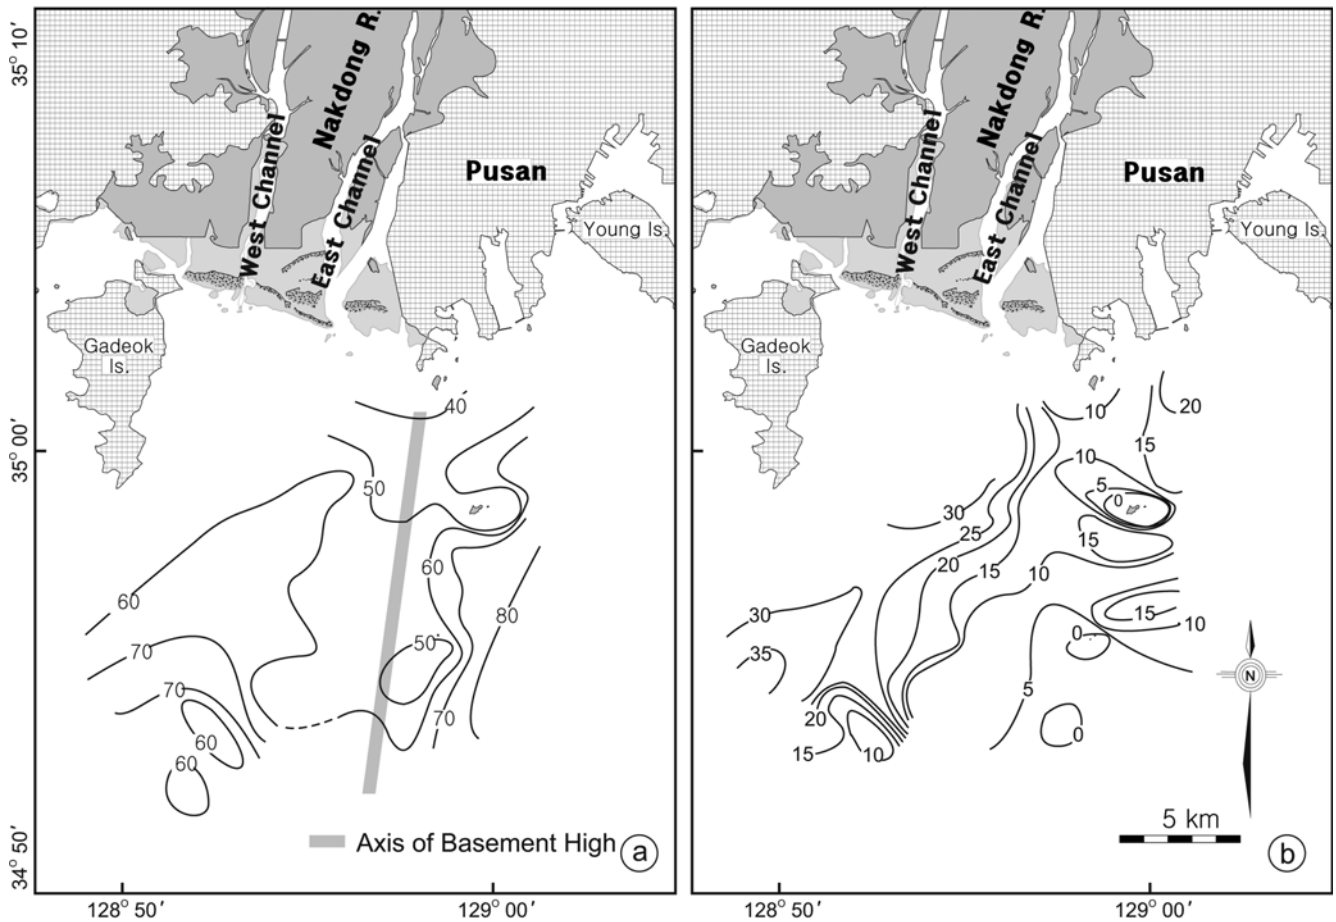 35° 10′
35° 00′
34° 50′
Nakdong R.
West Channel
East Channel
Pusan
Young Is.
Gadeok
Is.
40
50
60
60
80
70
50
70
70
60
60
Axis of Basement High
a
128° 50′
129° 00′
Nakdong R.
West Channel
East Channel
Pusan
Young Is.
Gadeok
Is.
10
20
15
10
5
0
30
25
15
20
15
10
30
15
10
0
35
5
20
0
15
10
N
5 km
b
128° 50′
129° 00′